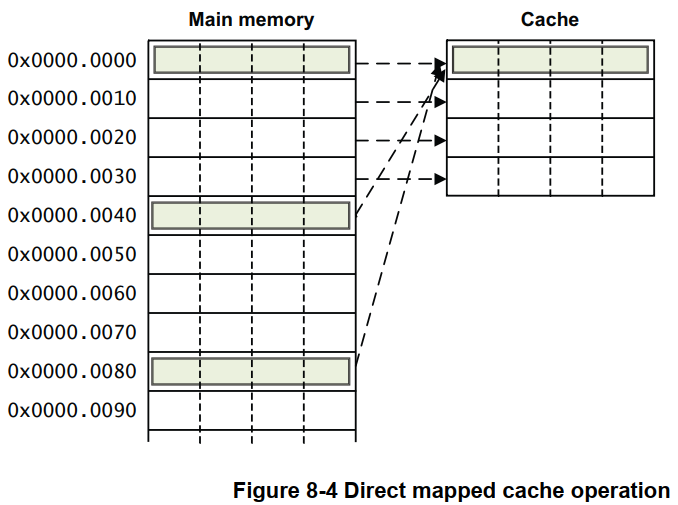 Main memory Cache
0x0000.0000
0x0000.0010
0x0000.0020
0x0000.0030
0x0000.0040
0x0000.0050
0x0000.0060
0x0000.0070
0x0000.0080
0x0000.0090
Figure 8-4 Direct mapped cache operation